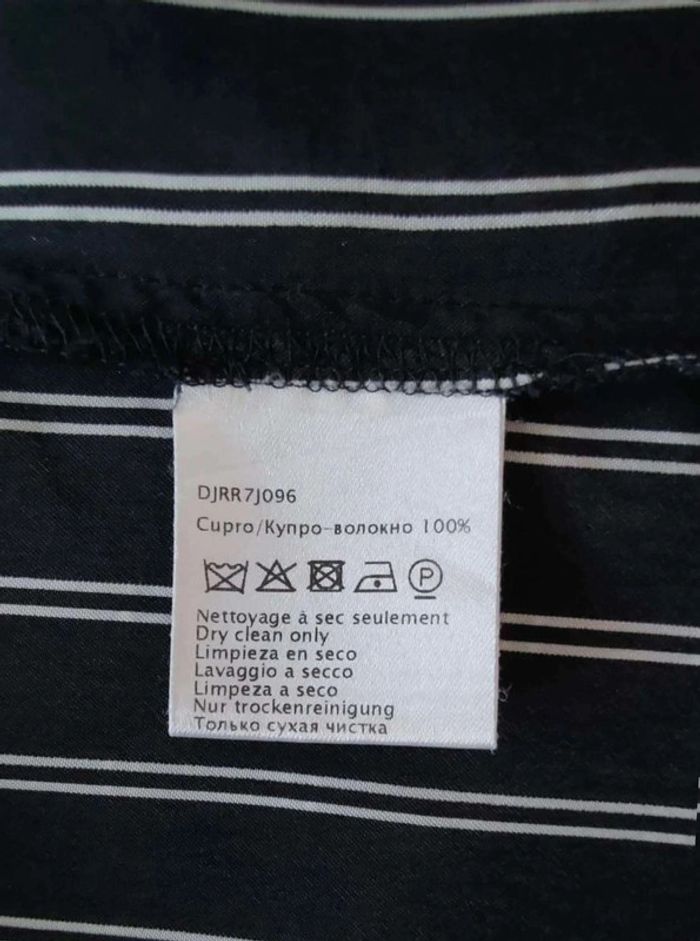 DJRR7J096
Cupro/Купро-волокно 100%
P
Nettoyage à sec seulement
Dry clean only
Limpieza en seco
Lavaggio a secco
Limpeza a seco
Nur trockenreinigung
Только сухая чистка